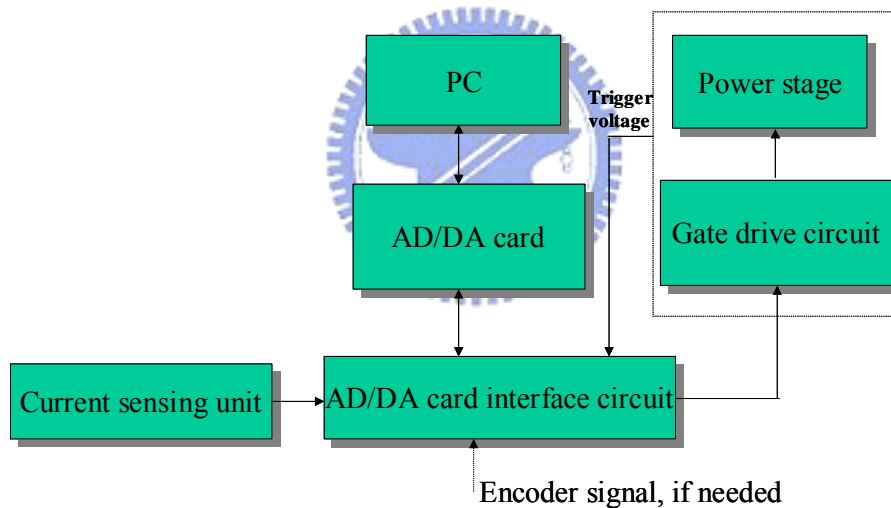 PC
Trigger
voltage
Power stage
AD/DA card
Gate drive circuit
Current sensing unit
AD/DA card interface circuit
Encoder signal, if needed